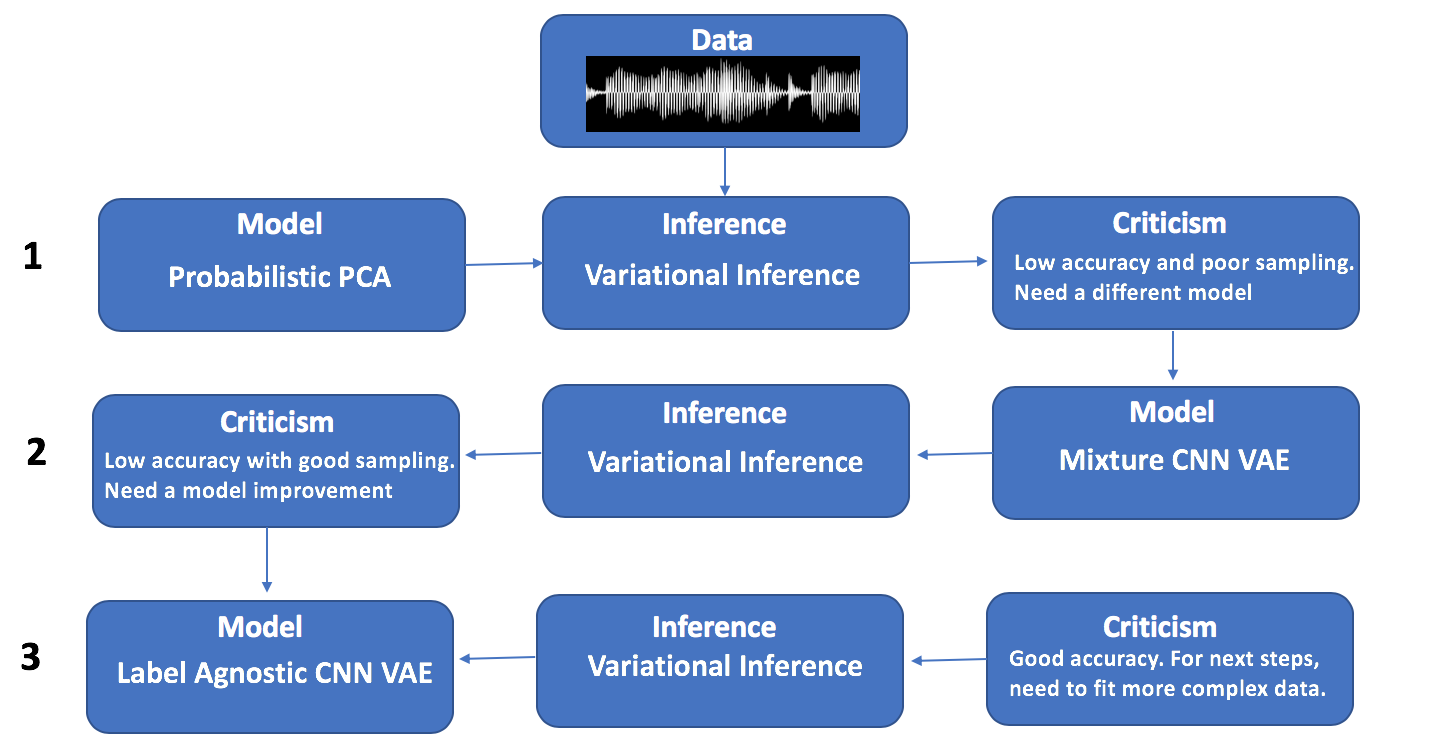 Data
1
Model
Probabilistic PCA
Inference
Variational Inference
Criticism
Low accuracy and poor sampling.
Need a different model
2
Criticism
Low accuracy with good sampling.
Need a model improvement
Inference
Variational Inference
Model
Mixture CNN VAE
3
Model
Label Agnostic CNN VAE
Inference
Variational Inference
Criticism
Good accuracy. For next steps,
need to fit more complex data.